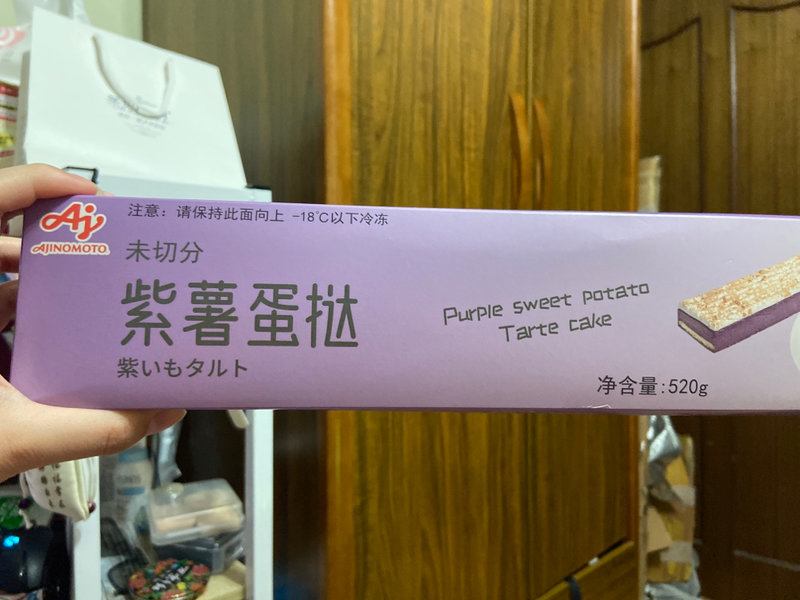 Aj
AJINOMOTO
注意：请保持此面向上 -18℃以下冷冻
未切分
紫薯蛋挞
紫いもタルト
Purple sweet potato
Tarte cake
净含量:520g